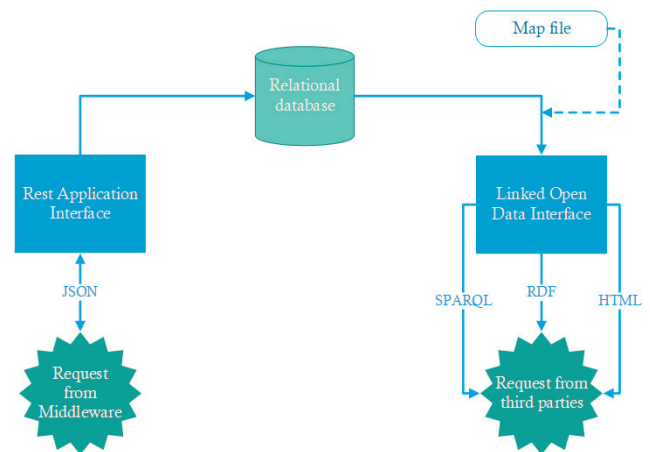 Map file
Relational
database
Rest Application
Interface
Linked Open
Data Interface
JSON
SPARQL
RDF
HTML
Request
from
Middleware
Request from
third parties